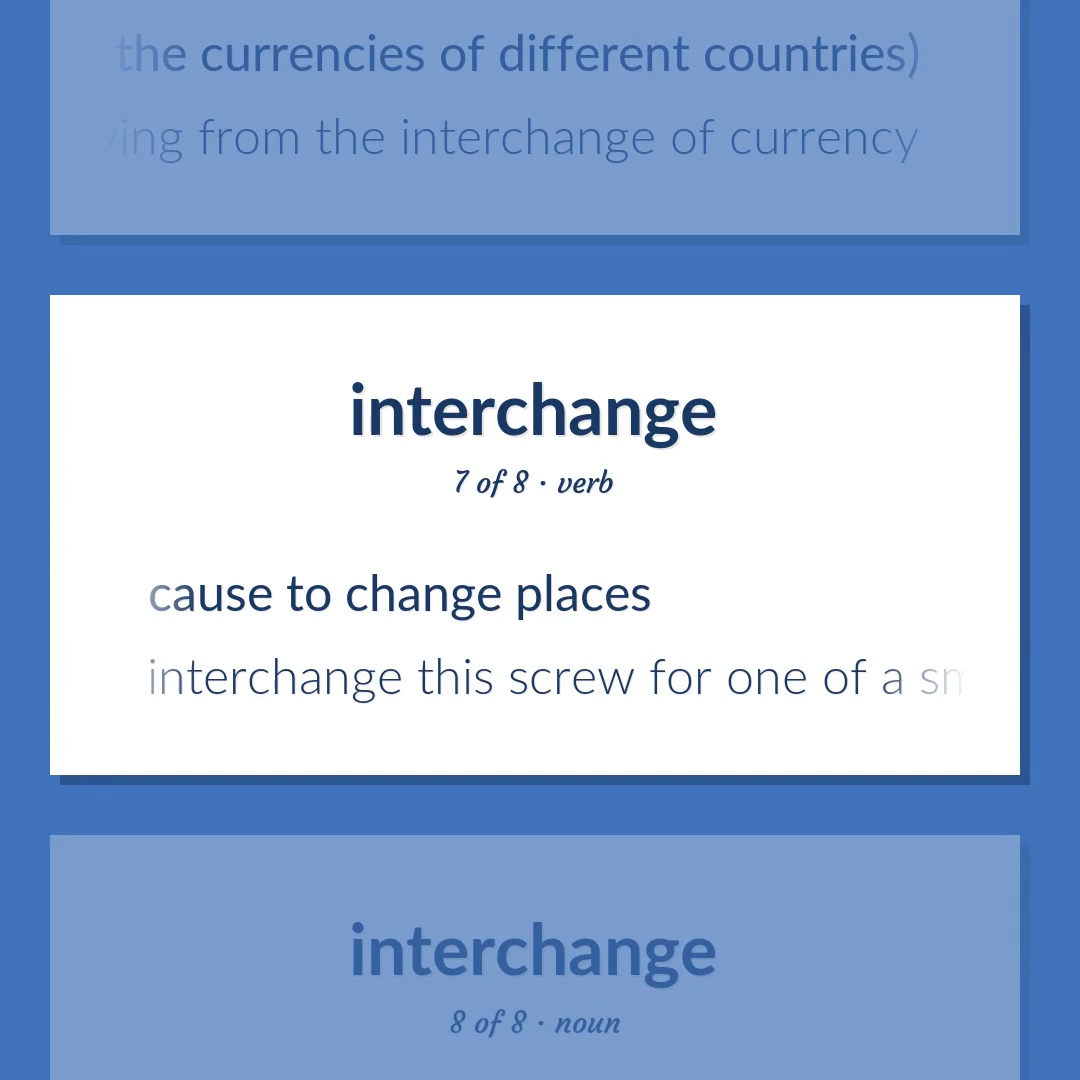 the currencies of different countries)
ing from the interchange of currency
interchange
7 of 8 · verb
cause to change places
interchange this screw for one of a
interchange
8 of 8 · noun